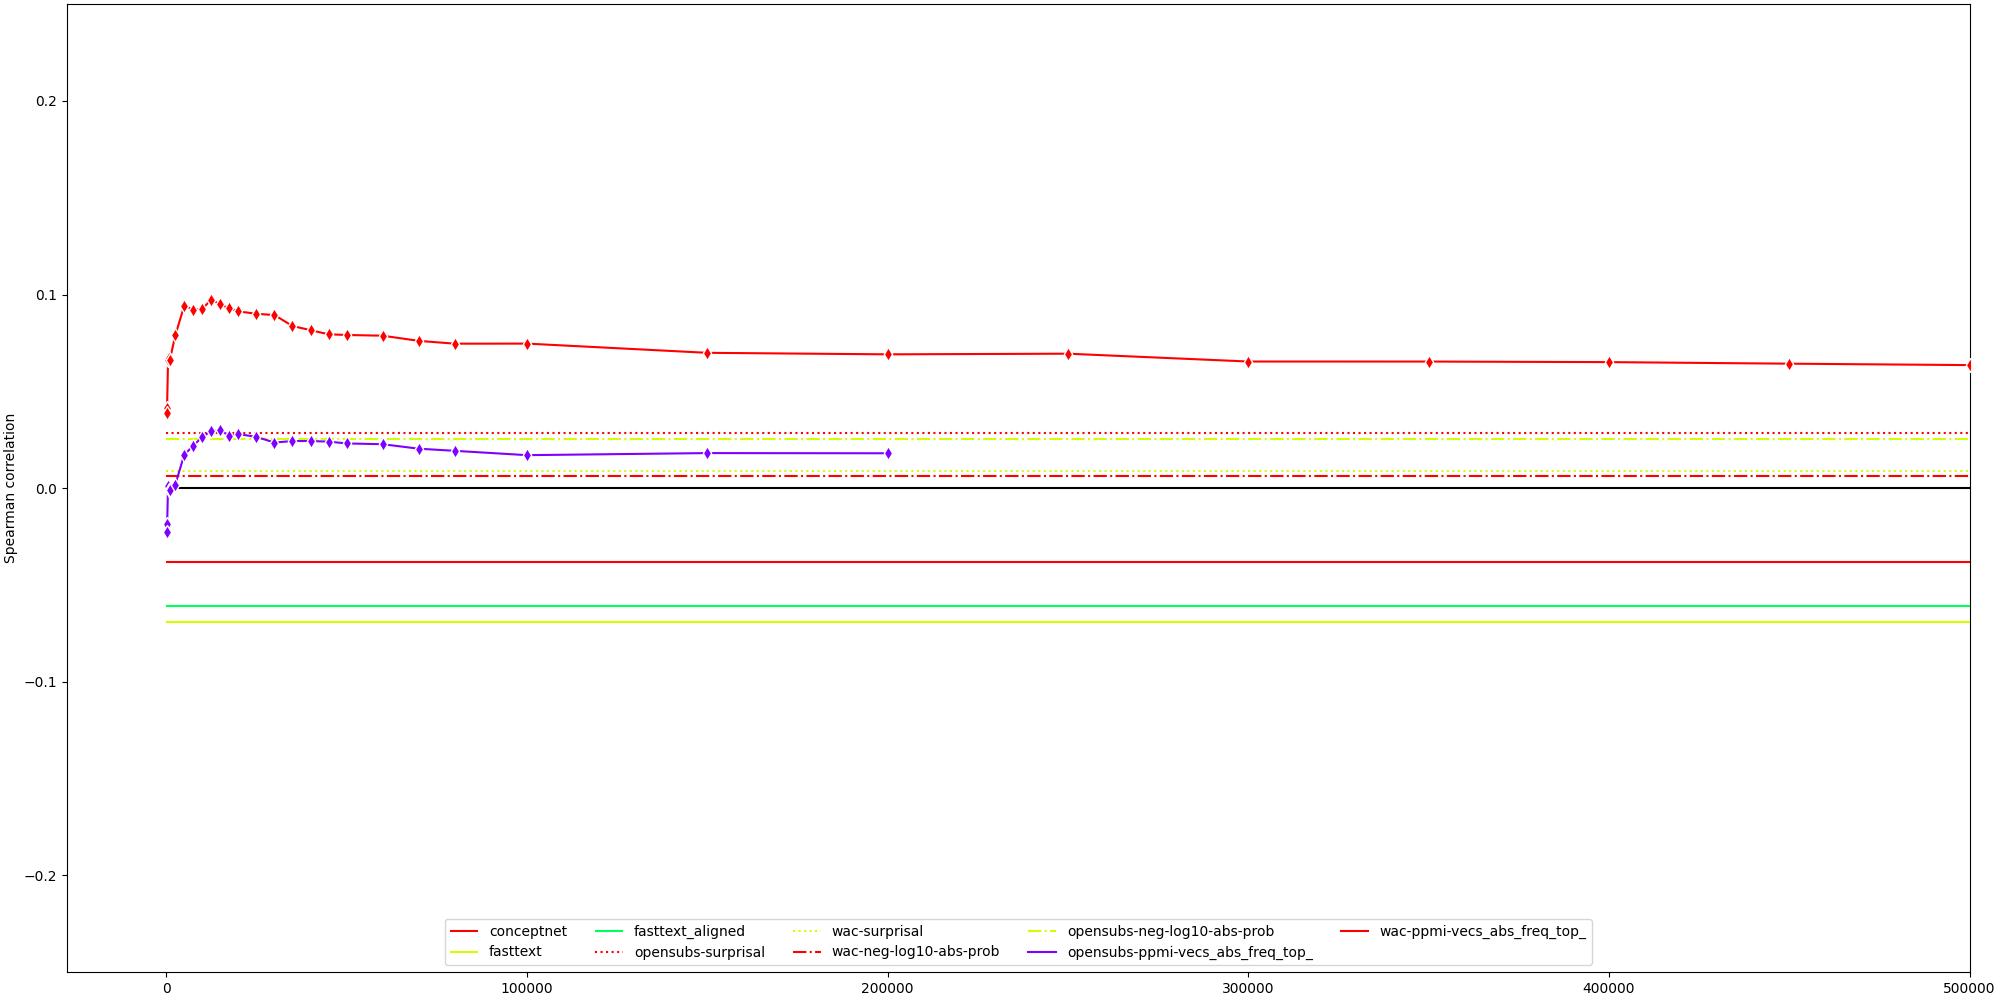 0.2
0.1
0.0
−0.1
−0.2
Spearman correlation
conceptnet
fasttext
fasttext_aligned
opensubs-surprisal
wac-surprisal
wac-neg-log10-abs-prob
opensubs-neg-log10-abs-prob
opensubs-ppmi-vecs_abs_freq_top_
wac-ppmi-vecs_abs_freq_top_
0 100000 200000 300000 400000 500000